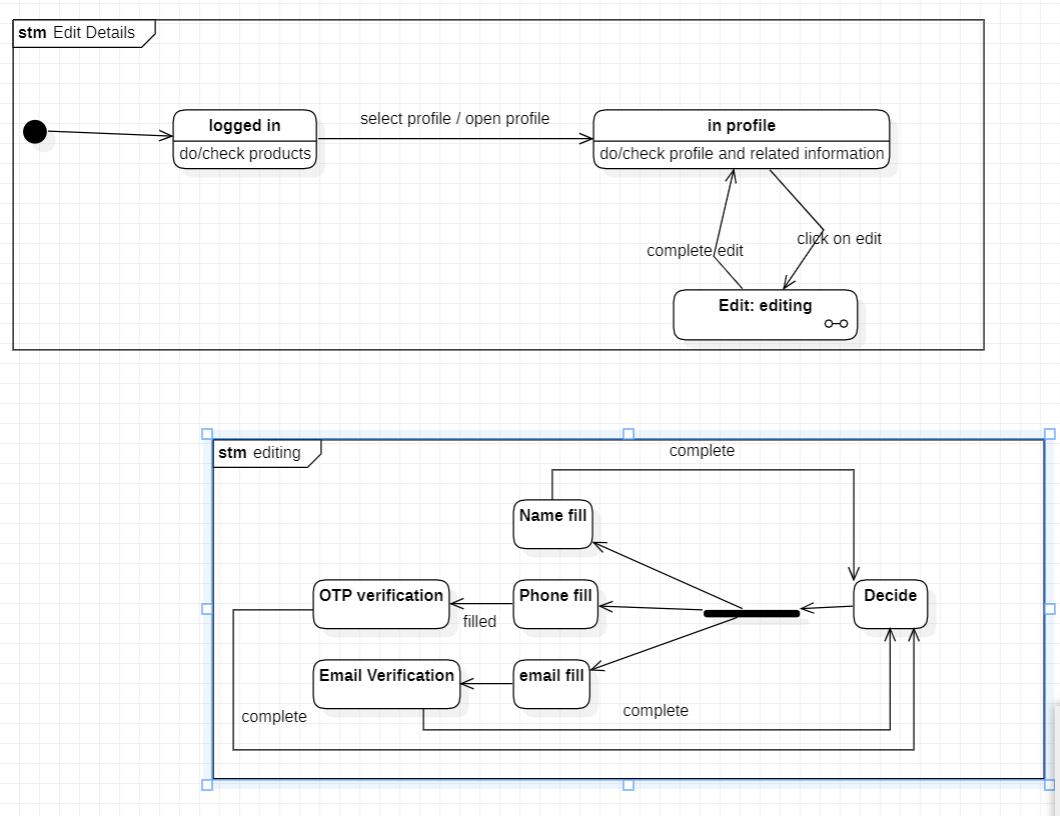 stm Edit Details
logged in
do/check products
select profile / open profile
in profile
do/check profile and related information
complete edit
click on edit
Edit: editing
stm editing
complete
Name fill
OTP verification
filled
Phone fill
Decide
Email Verification
email fill
complete
complete